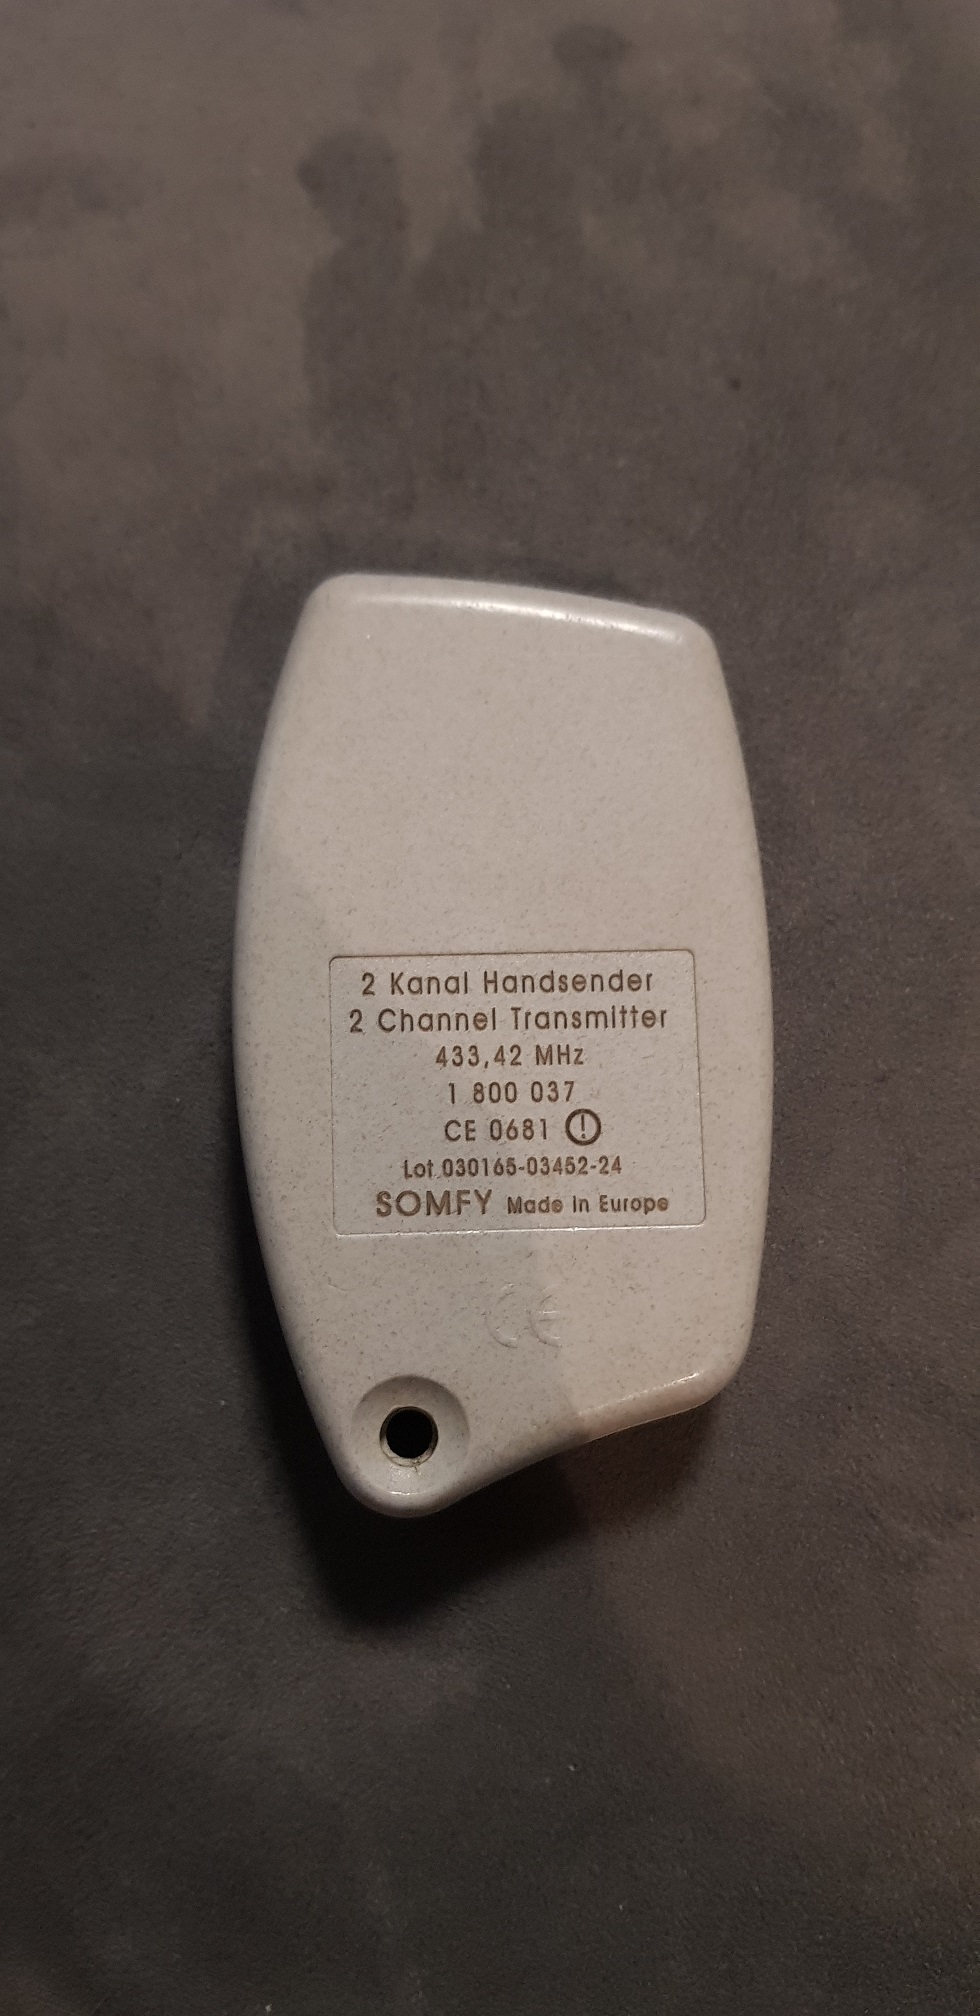 2 Kanal Handsender
2 Channel Transmitter
433,42 MHz
1 800 037
CE 0681
Lot 030165-03452-24
SOMFY Made in Europe
CE